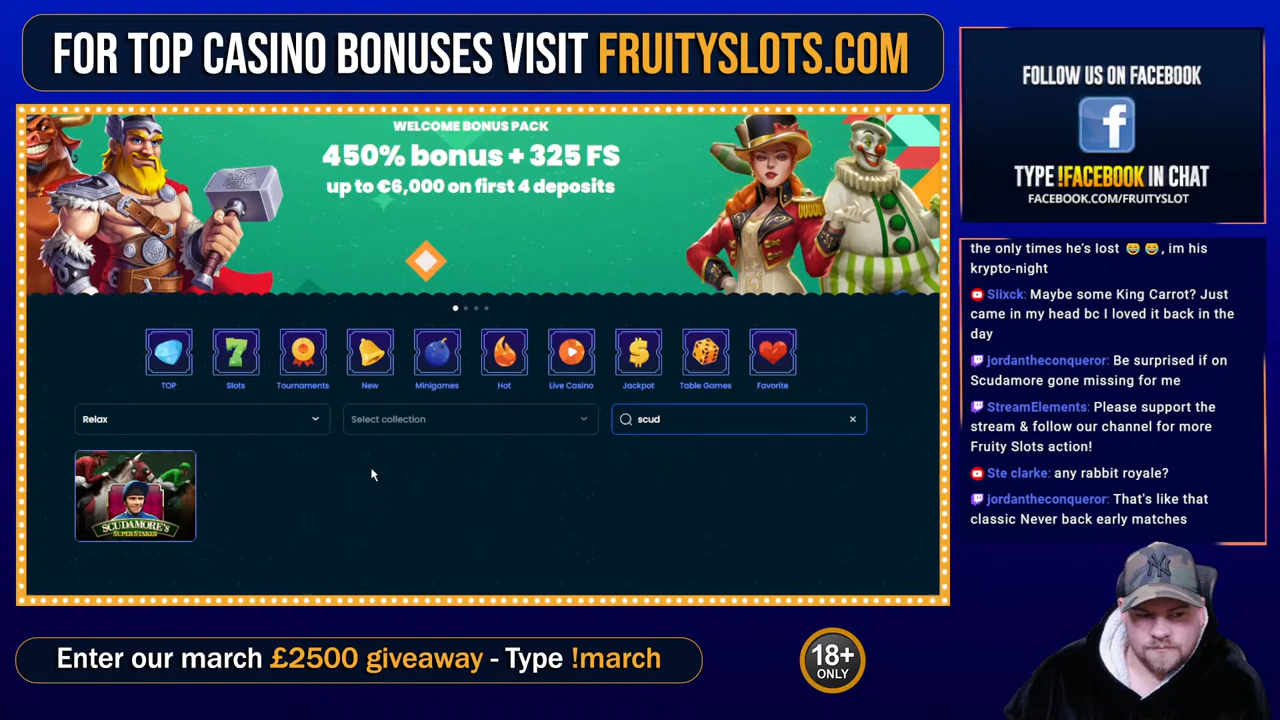 FOR TOP CASINO BONUSES VISIT FRUITYSLOTS.COM
WELCOME BONUS PACK
450% bonus + 325 FS
up to €6,000 on first 4 deposits
TOP
Slots
Tournaments
New
Minigames
Hot
Live Casino
Jackpot
Table Games
Favorite
Relax
Select collection
scud
SCUDAMORE'S
SUPER STAKES
FOLLOW US ON FACEBOOK
TYPE !FACEBOOK IN CHAT
FACEBOOK.COM/FRUITYSLOT
the only times he's lost 😂 😂, im his
krypto-night
Slixck: Maybe some King Carrot? Just
came in my head bc I loved it back in the
day
jordantheconqueror: Be surprised if on
Scudamore gone missing for me
StreamElements: Please support the
stream & follow our channel for more
Fruity Slots action!
Ste clarke: any rabbit royale?
jordantheconqueror: That's like that
classic Never back early matches
Enter our march £2500 giveaway - Type !march
18+
ONLY